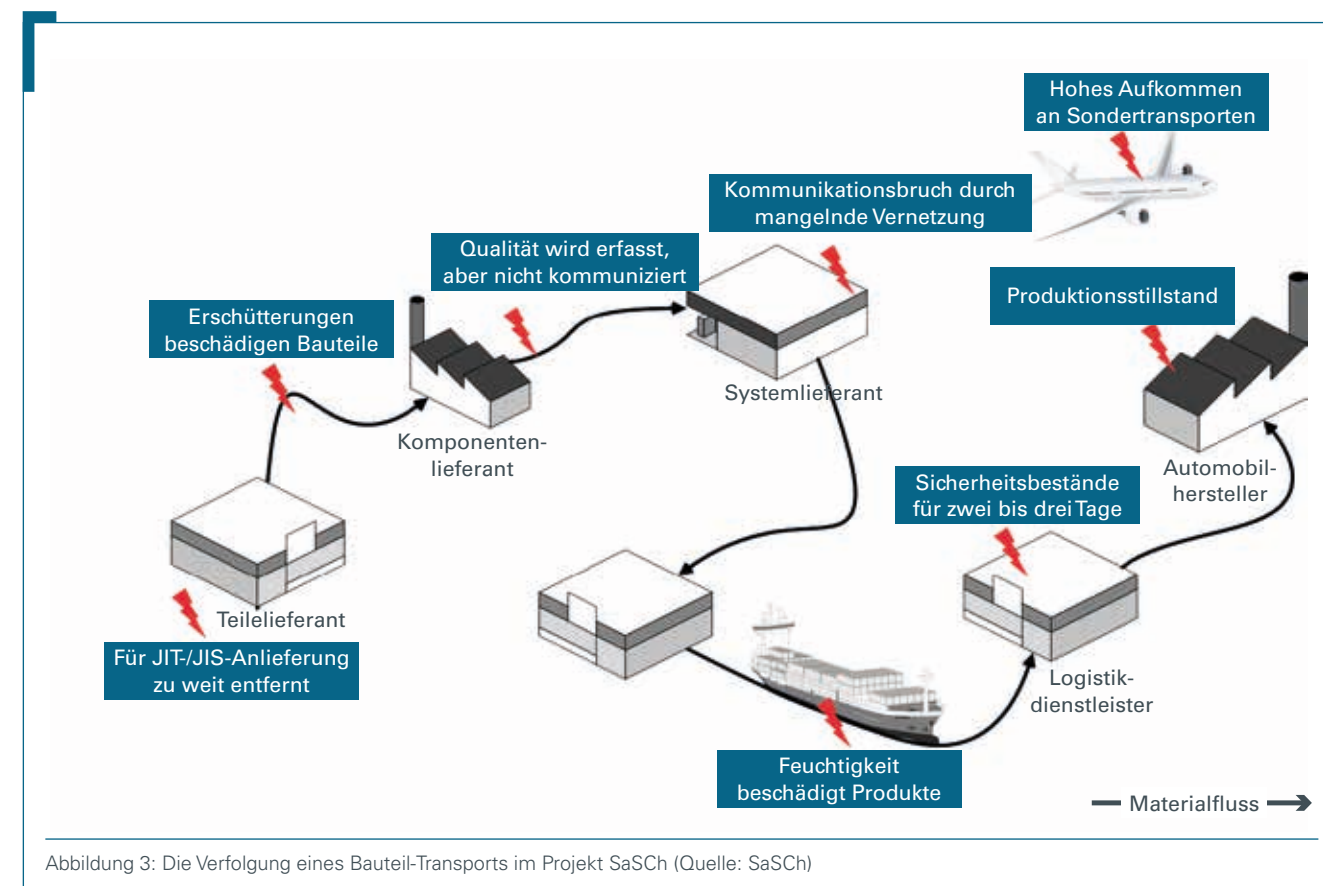 Hohes Aufkommen
an Sondertransporten
Kommunikationsbruch durch
mangelnde Vernetzung
Qualität wird erfasst,
aber nicht kommuniziert
Produktionsstillstand
Erschütterungen
beschädigen Bauteile
Systemlieferant
Komponenten-
lieferant
Automobil-
hersteller
Sicherheitsbestände
für zwei bis drei Tage
Teilelieferant
Für JIT-/JIS-Anlieferung
zu weit entfernt
Logistik-
dienstleister
Feuchtigkeit
beschädigt Produkte
Materialfluss
Abbildung 3: Die Verfolgung eines Bauteil-Transports im Projekt SaSCh (Quelle: SaSCh)